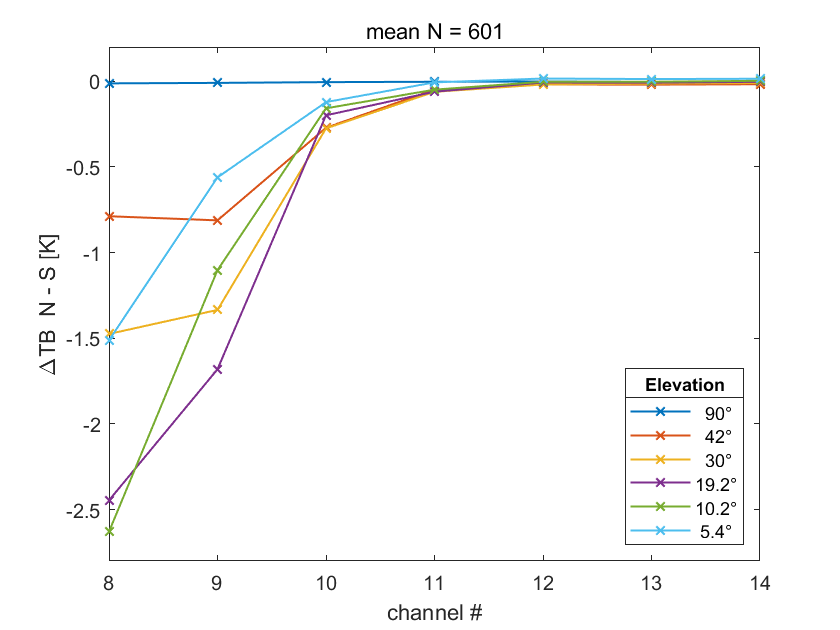 mean N = 601
ΔTB  N - S [K]
0
-0.5
-1
-1.5
-2
-2.5
8 9 10 11 12 13 14
channel #
Elevation
90°
42°
30°
19.2°
10.2°
5.4°